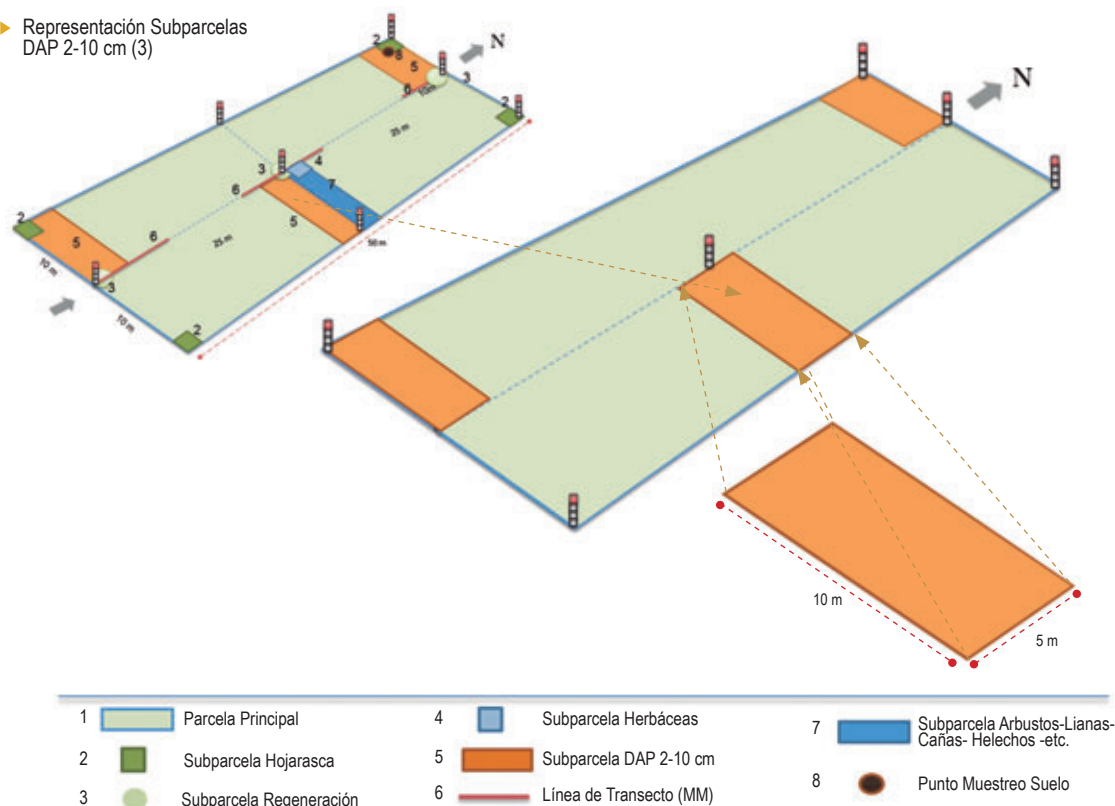 Representación Subparcelas
DAP 2-10 cm (3)
N
2
8
5
3
6
10m
2
25 m
3
4
7
6
5
2
5
6
25 m
50 m
10 m
3
10 m
2
N
10 m
5 m
1 Parcela Principal
2 Subparcela Hojarasca
3 Subparcela Regeneración
4 Subparcela Herbáceas
5 Subparcela DAP 2-10 cm
6 Línea de Transecto (MM)
7 Subparcela Arbustos-Lianas-
Cañas- Helechos -etc.
8 Punto Muestreo Suelo